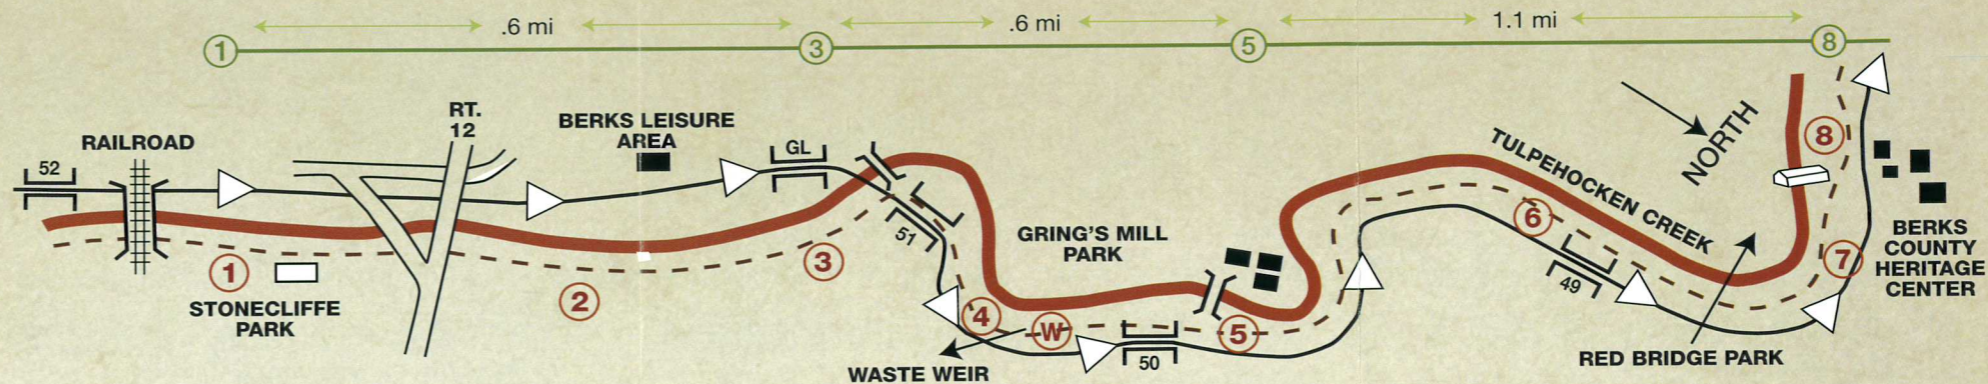 .6 mi
.6 mi
1.1 mi
1
3
5
8
RT.
12
BERKS LEISURE
AREA
RAILROAD
52
GL
NORTH
TULPEHOCKEN CREEK
8
51
GRING'S MILL
PARK
6
1
3
2
STONECLIFFE
PARK
7
BERKS
COUNTY
HERITAGE
CENTER
49
4
W
5
50
WASTE WEIR
RED BRIDGE PARK